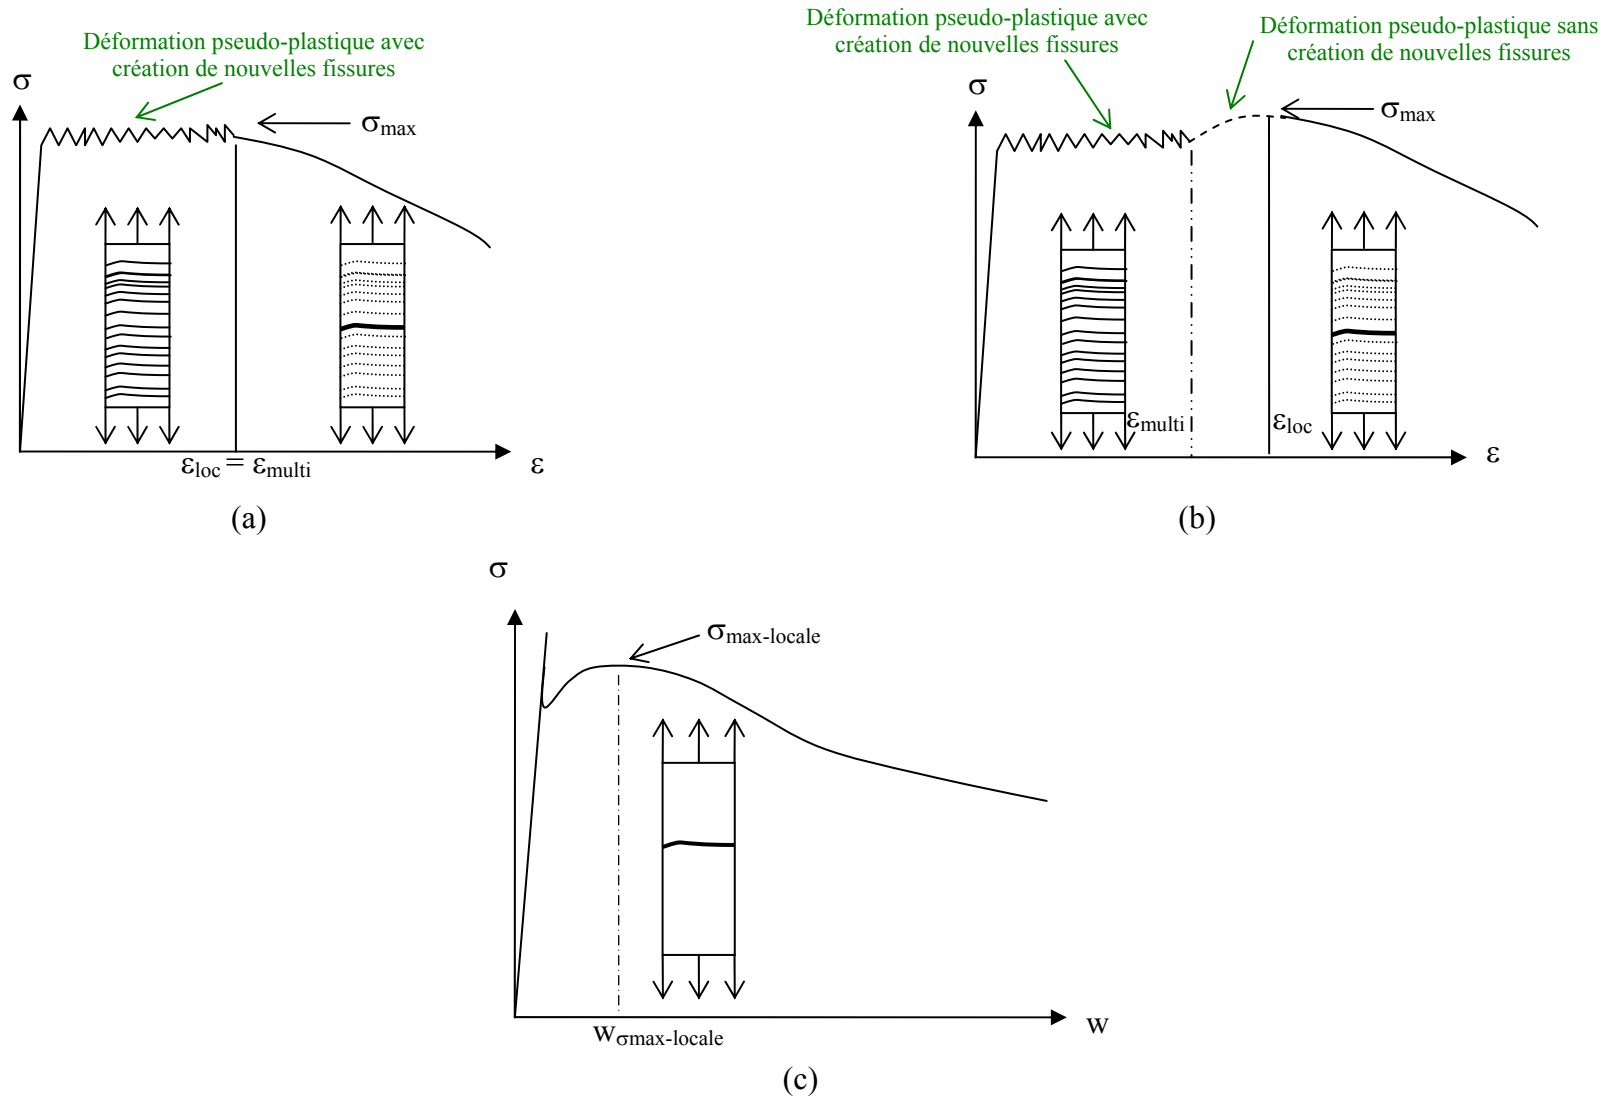 Déformation pseudo-plastique avec
création de nouvelles fissures
σ
σmax
εloc = εmulti
ε
(a)
Déformation pseudo-plastique avec
création de nouvelles fissures
Déformation pseudo-plastique sans
création de nouvelles fissures
σ
σmax
εmulti
εloc
ε
(b)
σ
σmax-locale
wσmax-locale
w
(c)